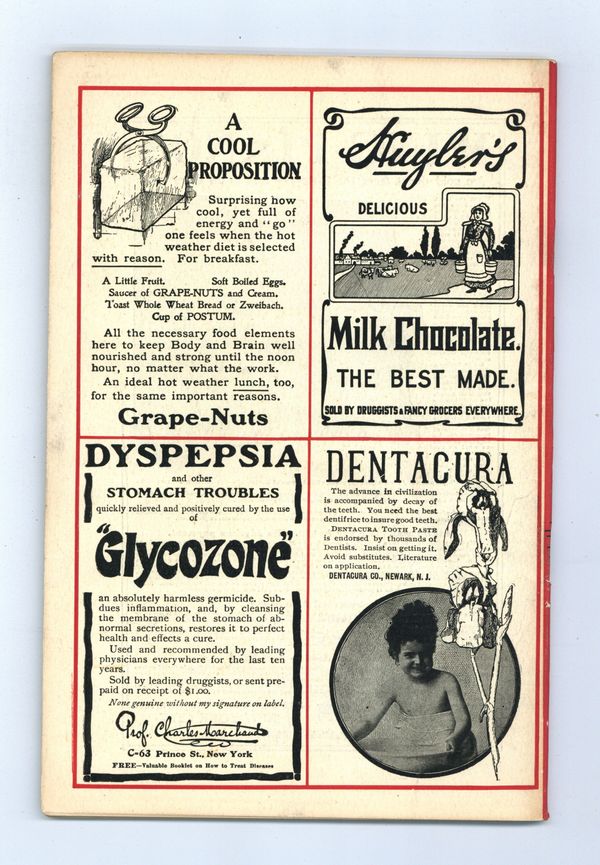 A
COOL
PROPOSITION
Surprising how
cool, yet full of
energy and "go"
one feels when the hot
weather diet is selected
with reason. For breakfast.
A Little Fruit. Soft Boiled Eggs.
Saucer of GRAPE-NUTS and Cream.
Toast Whole Wheat Bread or Zweibach.
Cup of POSTUM.
All the necessary food elements
here to keep Body and Brain well
nourished and strong until the noon
hour, no matter what the work.
An ideal hot weather lunch, too,
for the same important reasons.
Grape-Nuts
Huyler's
DELICIOUS
Milk Chocolate.
THE BEST MADE.
SOLD BY DRUGGISTS & FANCY GROCERS EVERYWHERE.
DYSPEPSIA
and other
STOMACH TROUBLES
quickly relieved and positively cured by the use
of
"Glycozone"
an absolutely harmless germicide. Sub-
dues inflammation, and, by cleansing
the membrane of the stomach of ab-
normal secretions, restores it to perfect
health and effects a cure.
Used and recommended by leading
physicians everywhere for the last ten
years.
Sold by leading druggists, or sent pre-
paid on receipt of $1.00.
None genuine without my signature on label.
Prof. Charles Marchand
C-63 Prince St., New York
FREE—Valuable Booklet on How to Treat Diseases
DENTACURA
The advance in civilization
is accompanied by decay of
the teeth. You need the best
dentifrice to insure good teeth.
DENTACURA TOOTH PASTE
is endorsed by thousands of
Dentists. Insist on getting it.
Avoid substitutes. Literature
on application.
DENTACURA CO., NEWARK, N. J.